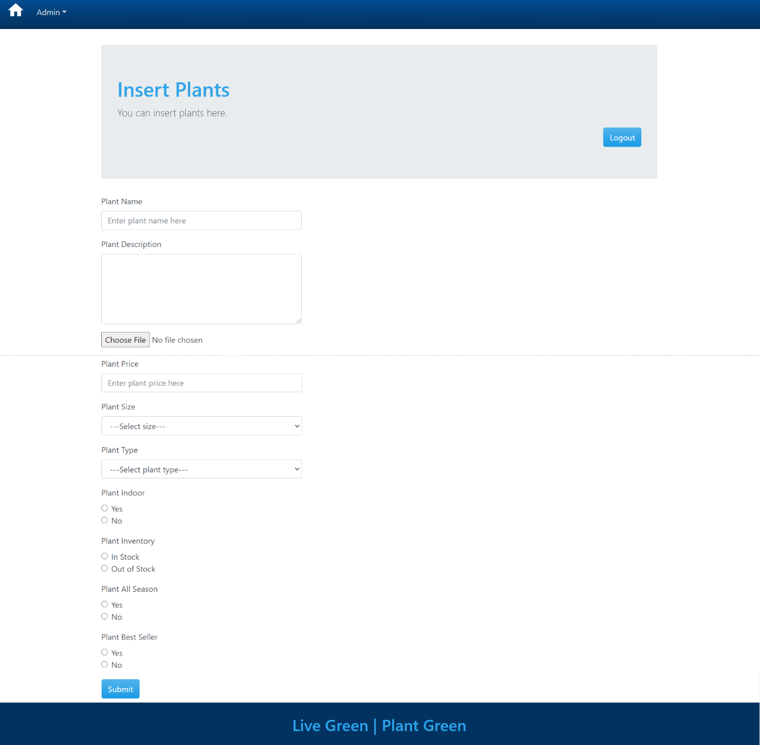 Admin
Insert Plants
You can insert plants here.
Logout
Plant Name
Enter plant name here
Plant Description
Choose File No file chosen
Plant Price
Enter plant price here
Plant Size
---Select size---
Plant Type
---Select plant type---
Plant Indoor
Yes
No
Plant Inventory
In Stock
Out of Stock
Plant All Season
Yes
No
Plant Best Seller
Yes
No
Submit
Live Green | Plant Green